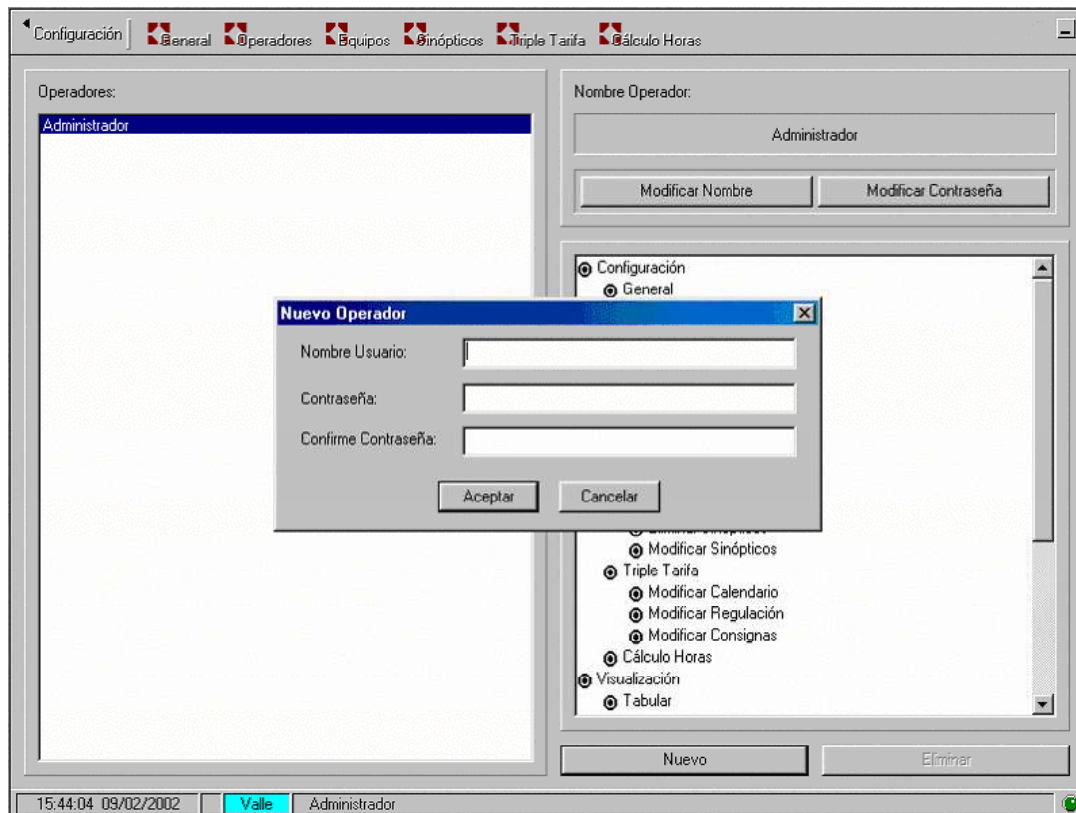 Configuración General Operadores Equipos Sinópticos Triple Tarifa Cálculo Horas
Operadores:
Administrador
Nombre Operador:
Administrador
Modificar Nombre Modificar Contraseña
Configuración
General
Nuevo Operador
Nombre Usuario:
Contraseña:
Confirme Contraseña:
Aceptar Cancelar
Modificar Sinópticos
Triple Tarifa
Modificar Calendario
Modificar Regulación
Modificar Consignas
Cálculo Horas
Visualización
Tabular
Nuevo Eliminar
15:44:04 09/02/2002 Valle Administrador